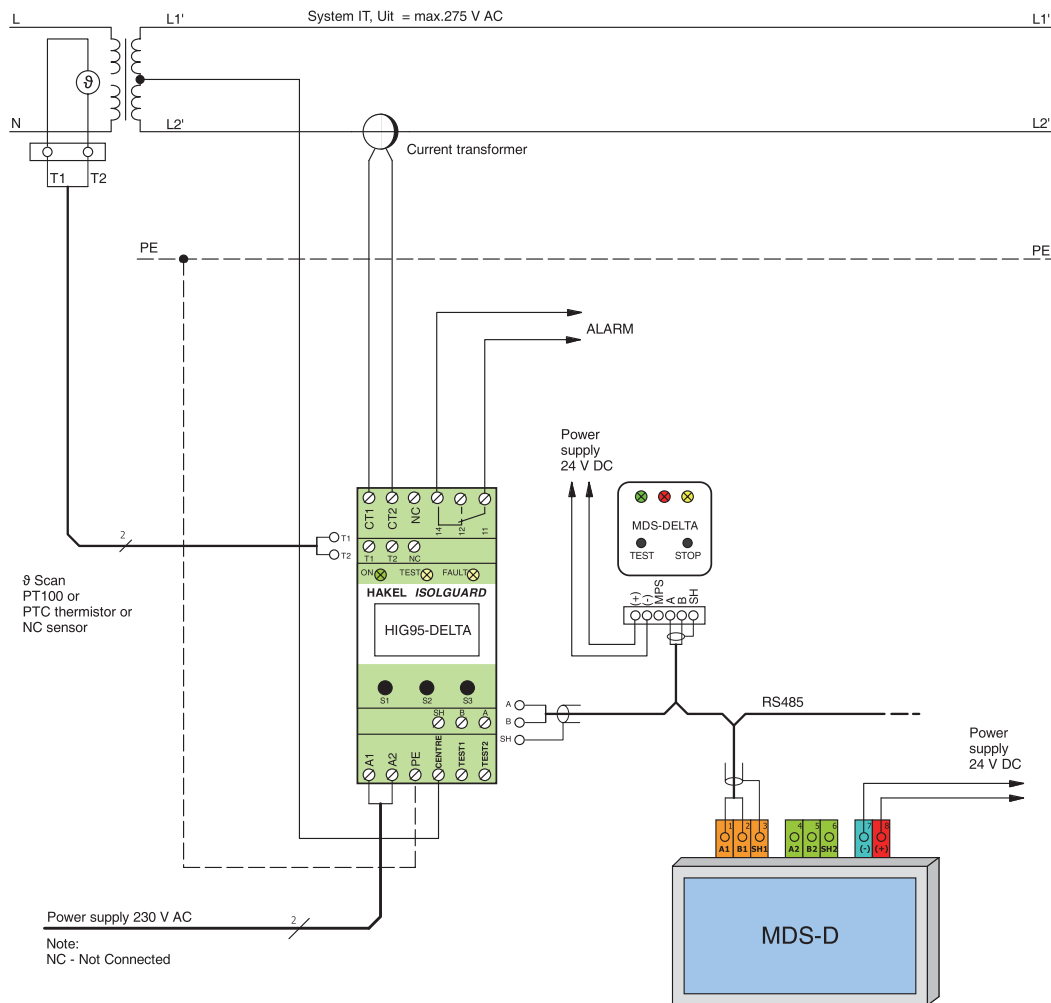 L
L1'
System IT, Uit = max.275 V AC
L1'
ϑ
N
L2'
L2'
Current transformer
T1
T2
PE
PE
ALARM
Power
supply
24 V DC
CT1
CT2
NC
14
12
11
MDS-DELTA
TEST
STOP
2
T1
T2
T1
T2
NC
ON
TEST
FAULT
(+)
(-)
MPS
A
B
SH
ϑ Scan
PT100 or
PTC thermistor or
NC sensor
HAKEL ISOLGUARD
HIG95-DELTA
S1
S2
S3
SH
B
A
A
B
SH
RS485
A1
A2
PE
CENTRE
TEST1
TEST2
Power
supply
24 V DC
1
2
3
4
5
6
7
8
A1
B1
SH1
A2
B2
SH2
(-)
(+)
Power supply 230 V AC
2
Note:
NC - Not Connected
MDS-D